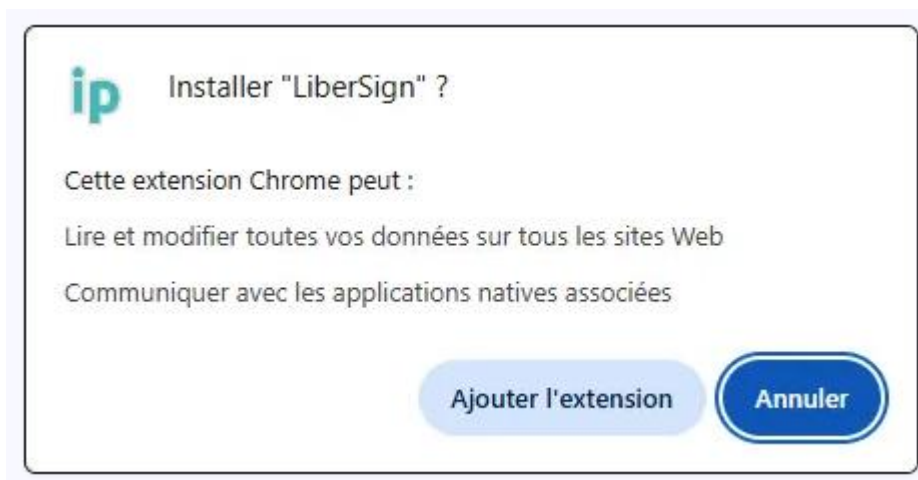 ip
Installer "LiberSign" ?
Cette extension Chrome peut :
Lire et modifier toutes vos données sur tous les sites Web
Communiquer avec les applications natives associées
Ajouter l'extension
Annuler